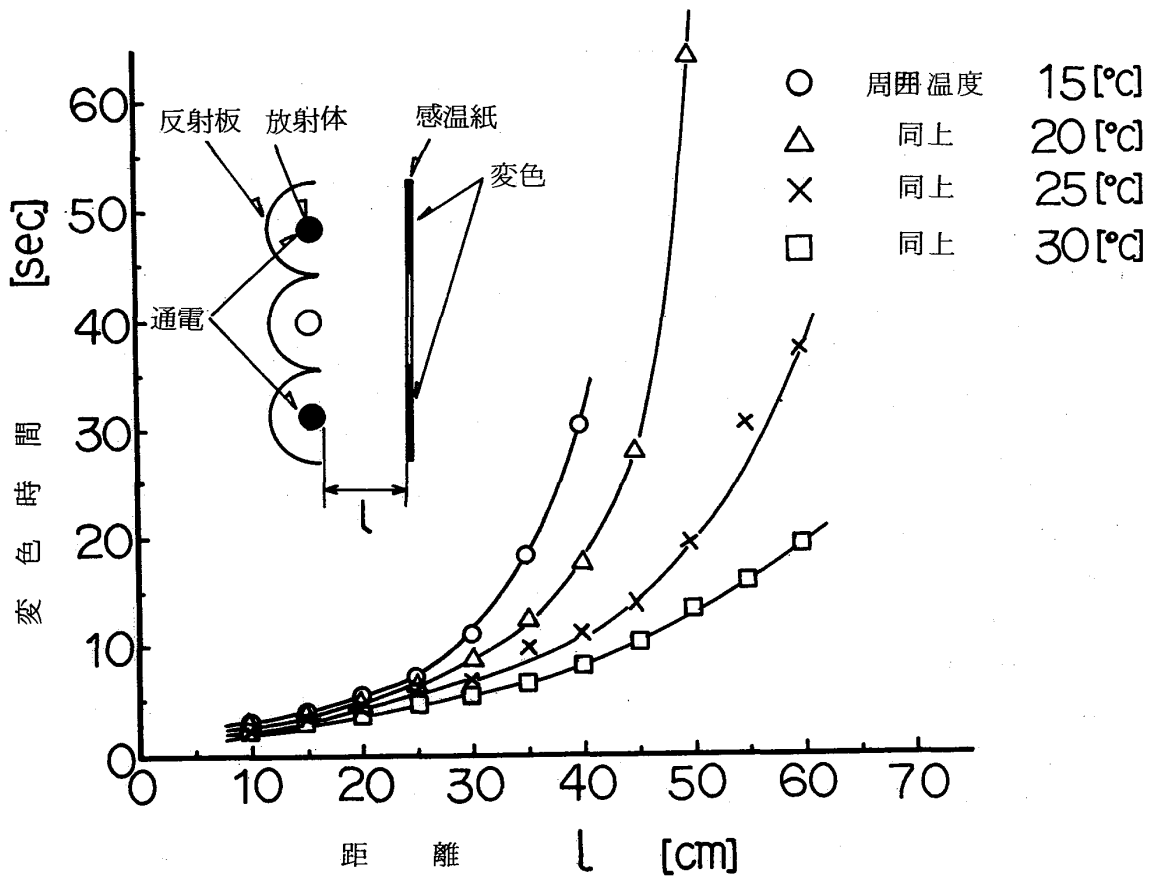 60
50
40
30
20
10
0
[sec]
変色時間
反射板 放射体 感温紙
変色
通電
l
○ 周囲温度 15[°C]
△ 同上 20[°C]
× 同上 25[°C]
□ 同上 30[°C]
0 10 20 30 40 50 60 70
距離 l [cm]